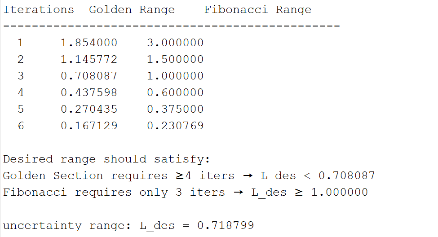 Iterations  Golden Range    Fibonacci Range
--------------------------------------------------
1     1.854000    3.000000
2     1.145772    1.500000
3     0.708087    1.000000
4     0.437598    0.600000
5     0.270435    0.375000
6     0.167129    0.230769
Desired range should satisfy:
Golden Section requires ≥4 iters → L_des < 0.708087
Fibonacci requires only 3 iters → L_des ≥ 1.000000
uncertainty range: L_des = 0.718799